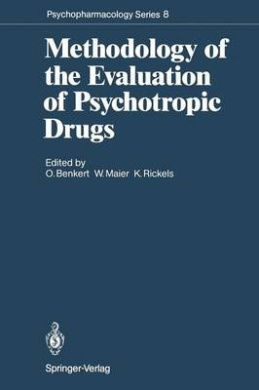 Psychopharmacology Series 8
Methodology of
the Evaluation
of Psychotropic
Drugs
Edited by
O. Benkert W. Maier K. Rickels
Springer-Verlag